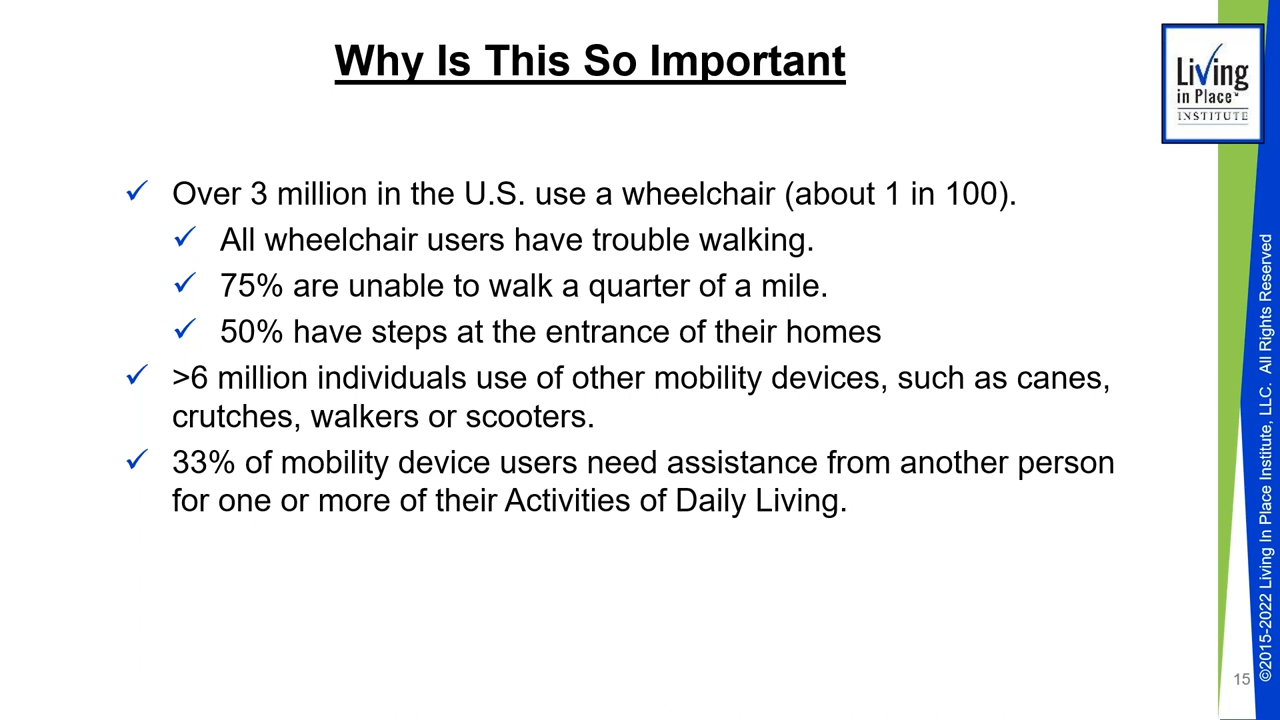 Why Is This So Important
Living
in Place™
INSTITUTE
✓ Over 3 million in the U.S. use a wheelchair (about 1 in 100).
✓ All wheelchair users have trouble walking.
✓ 75% are unable to walk a quarter of a mile.
✓ 50% have steps at the entrance of their homes
✓ >6 million individuals use of other mobility devices, such as canes,
crutches, walkers or scooters.
✓ 33% of mobility device users need assistance from another person
for one or more of their Activities of Daily Living.
©2015-2022 Living In Place Institute, LLC. All Rights Reserved
15